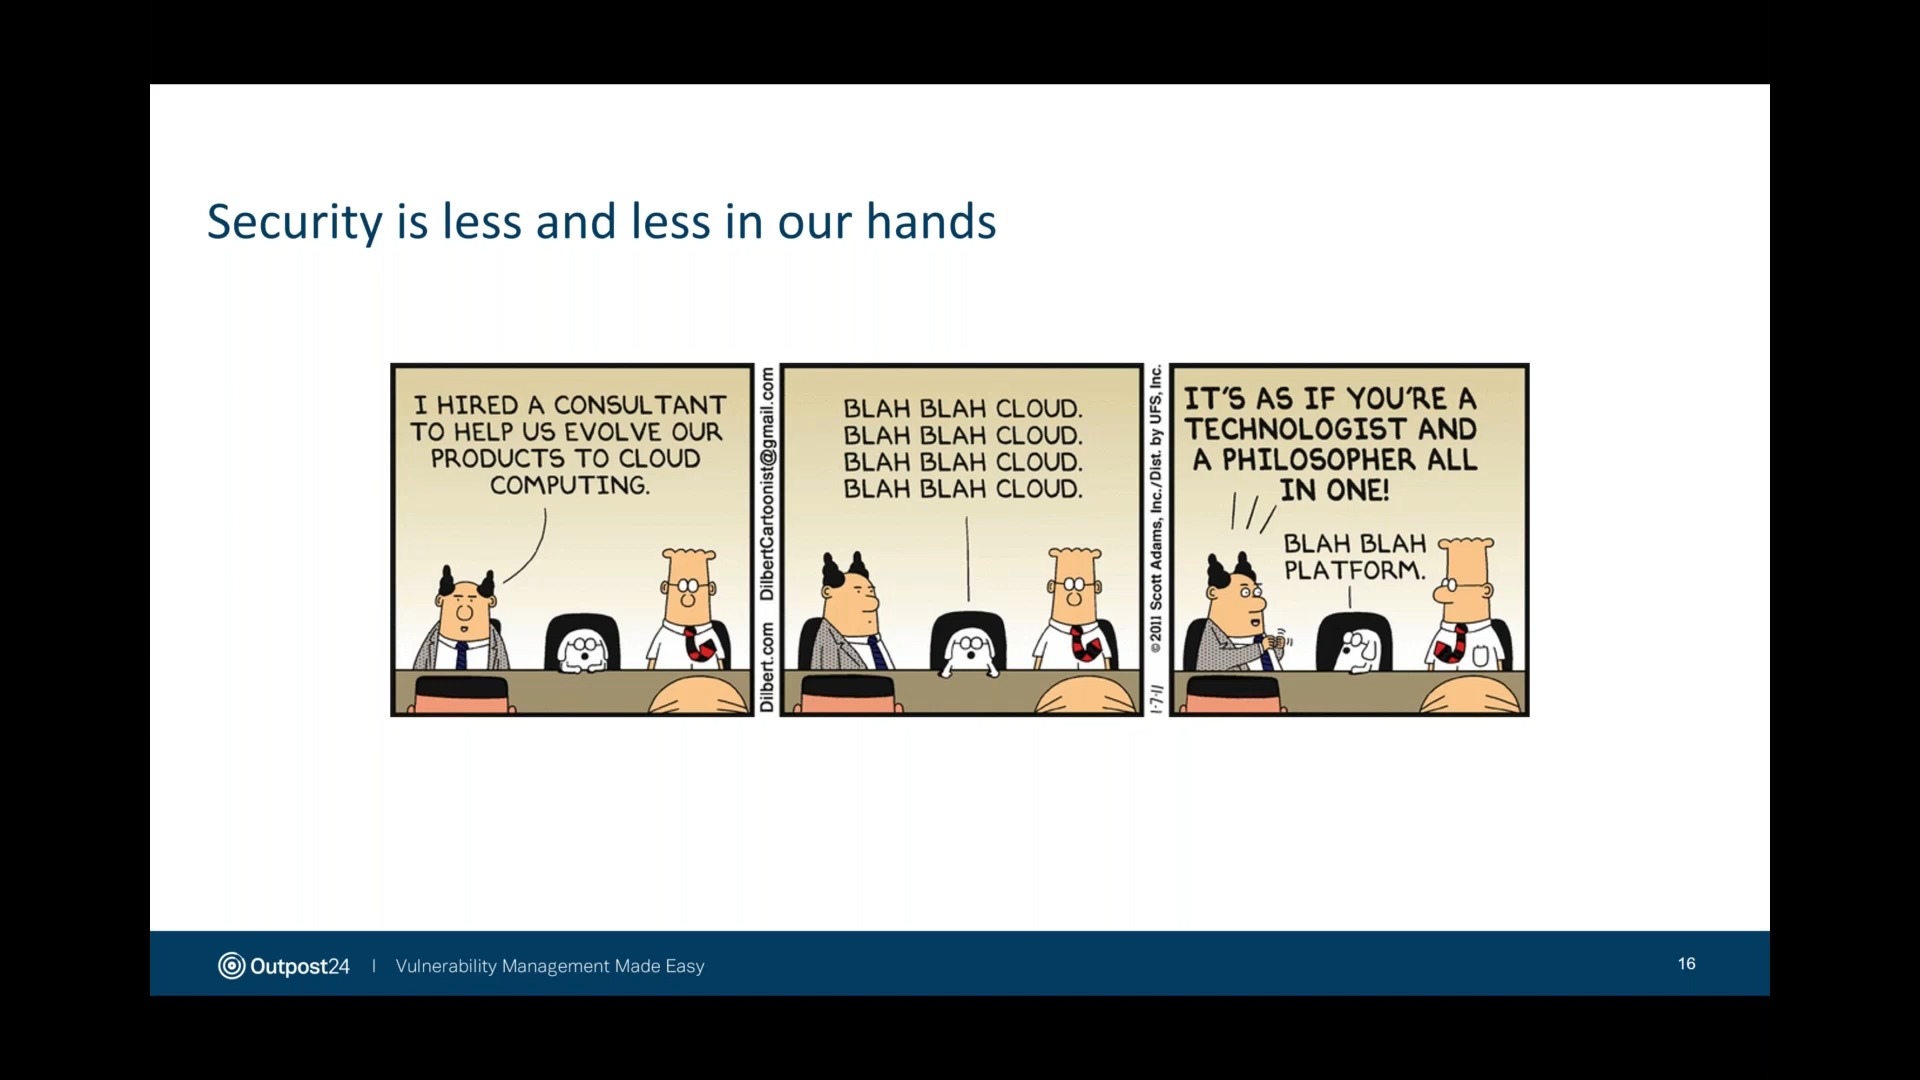 Security is less and less in our hands
I HIRED A CONSULTANT
TO HELP US EVOLVE OUR
PRODUCTS TO CLOUD
COMPUTING.
Dilbert.com DilbertCartoonist@gmail.com
BLAH BLAH CLOUD.
BLAH BLAH CLOUD.
BLAH BLAH CLOUD.
BLAH BLAH CLOUD.
1-7-11 ©2011 Scott Adams, Inc./Dist. by UFS, Inc.
IT'S AS IF YOU'RE A
TECHNOLOGIST AND
A PHILOSOPHER ALL
IN ONE!
BLAH BLAH
PLATFORM.
Outpost24 | Vulnerability Management Made Easy
16